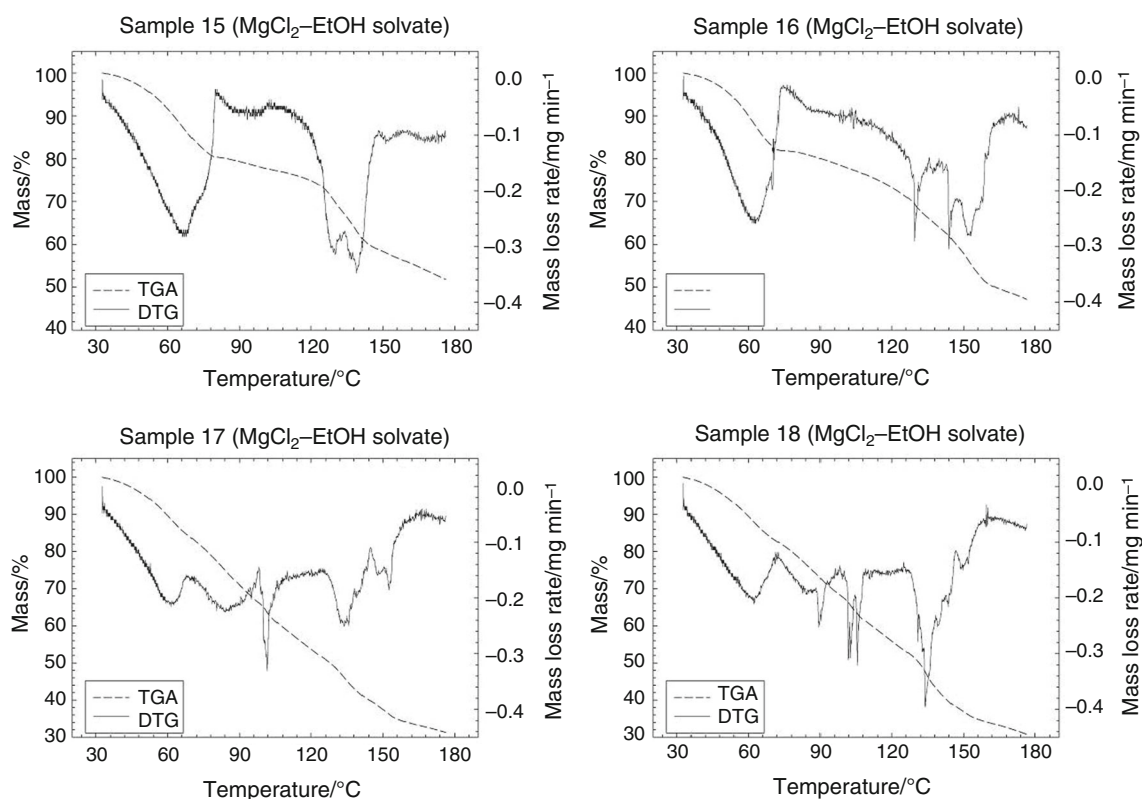 Sample 15 (MgCl₂–EtOH solvate)
100
90
80
70
60
50
40
Mass/%
0.0
–0.1
–0.2
–0.3
–0.4
Mass loss rate/mg min⁻¹
TGA
DTG
30 60 90 120 150 180
Temperature/°C
Sample 16 (MgCl₂–EtOH solvate)
100
90
80
70
60
50
40
Mass/%
0.0
–0.1
–0.2
–0.3
–0.4
Mass loss rate/mg min⁻¹
30 60 90 120 150 180
Temperature/°C
Sample 17 (MgCl₂–EtOH solvate)
100
90
80
70
60
50
40
30
Mass/%
0.0
–0.1
–0.2
–0.3
–0.4
Mass loss rate/mg min⁻¹
TGA
DTG
30 60 90 120 150 180
Temperature/°C
Sample 18 (MgCl₂–EtOH solvate)
100
90
80
70
60
50
40
30
Mass/%
0.0
–0.1
–0.2
–0.3
–0.4
Mass loss rate/mg min⁻¹
TGA
DTG
30 60 90 120 150 180
Temperature/°C